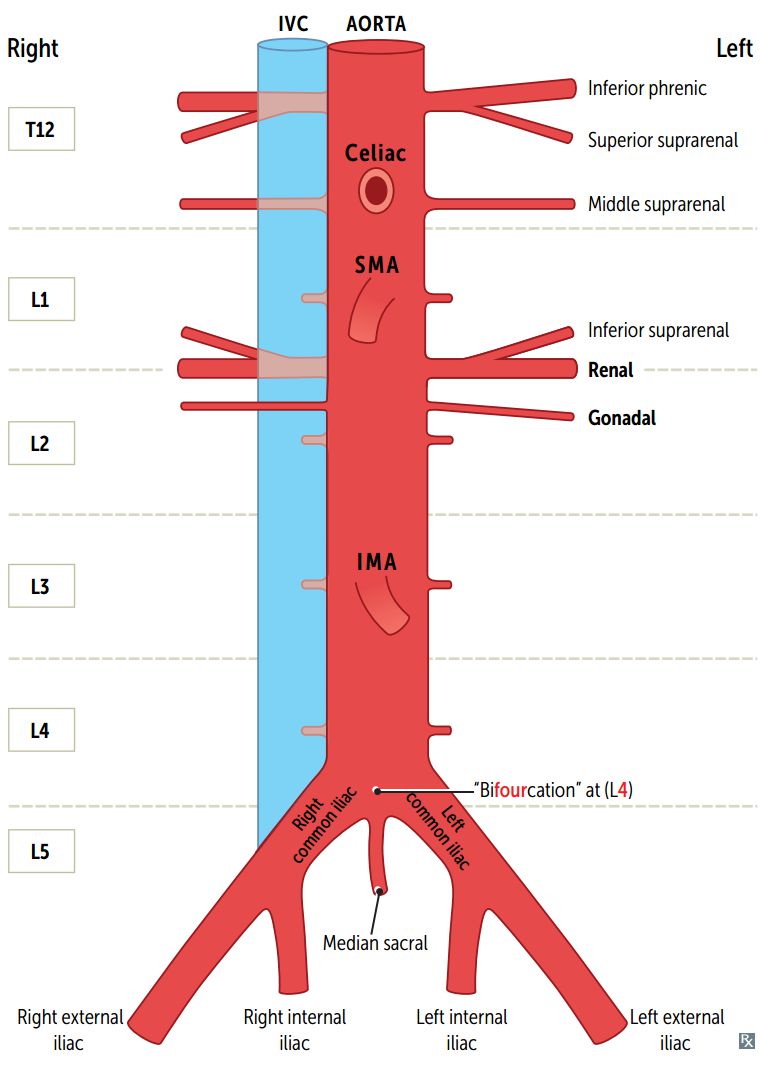 IVC
AORTA
Right
Left
Inferior phrenic
T12
Superior suprarenal
Celiac
Middle suprarenal
SMA
L1
Inferior suprarenal
Renal
Gonadal
L2
IMA
L3
L4
"Bifourcation" at (L4)
Right
common iliac
Left
common iliac
L5
Median sacral
Right external
iliac
Right internal
iliac
Left internal
iliac
Left external
iliac
Rx